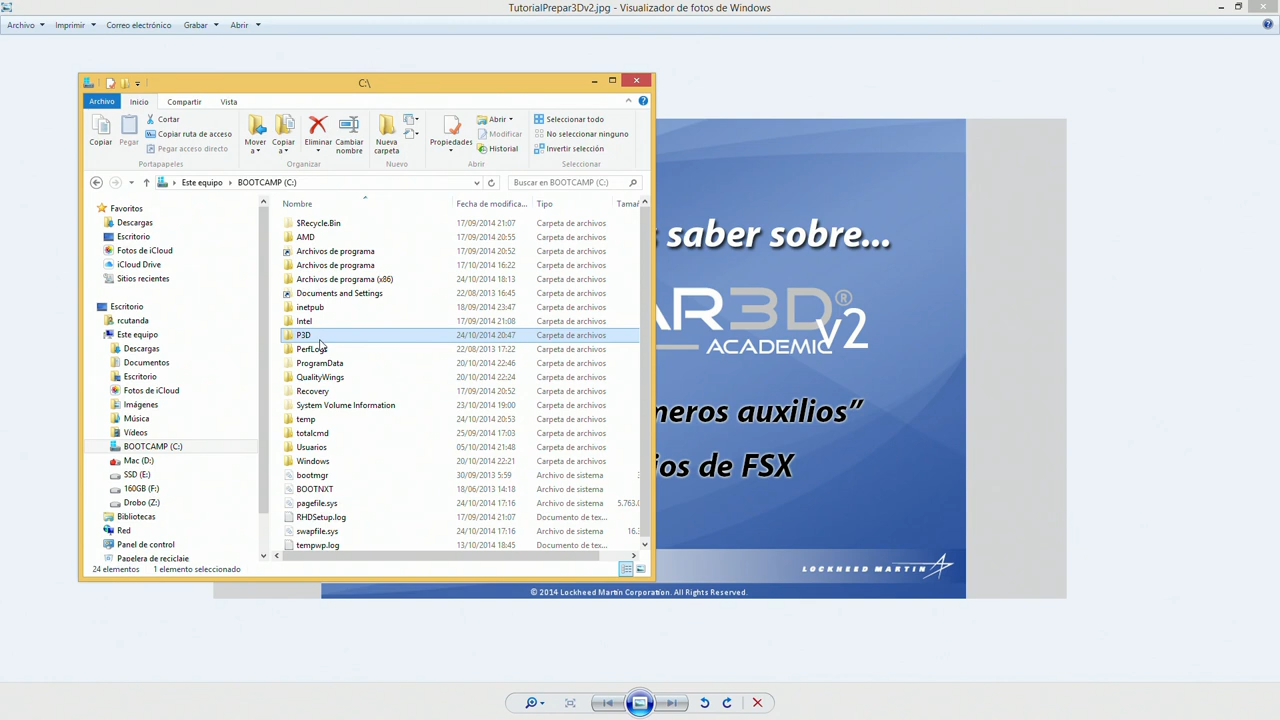 TutorialPrepar3Dv2.jpg - Visualizador de fotos de Windows
Archivo Imprimir Correo electrónico Grabar Abrir
C:\
Archivo Inicio Compartir Vista
Copiar
Pegar
Cortar
Copiar ruta de acceso
Pegar acceso directo
Portapapeles
Mover a
Copiar a
Eliminar
Cambiar nombre
Organizar
Nueva carpeta
Nuevo
Propiedades
Abrir
Modificar
Historial
Abrir
Seleccionar todo
No seleccionar ninguno
Invertir selección
Seleccionar
Este equipo BOOTCAMP (C:)
Buscar en BOOTCAMP (C:)
Favoritos
Descargas
Escritorio
Fotos de iCloud
iCloud Drive
Sitios recientes
Escritorio
rcutanda
Este equipo
Descargas
Documentos
Escritorio
Fotos de iCloud
Imágenes
Música
Vídeos
BOOTCAMP (C:)
Mac (D:)
SSD (E:)
160GB (F:)
Drobo (Z:)
Bibliotecas
Red
Panel de control
Papelera de reciclaje
Nombre Fecha de modifica... Tipo Tamañ
$Recycle.Bin 17/09/2014 21:07 Carpeta de archivos
AMD 17/09/2014 20:55 Carpeta de archivos
Archivos de programa 17/09/2014 20:52 Carpeta de archivos
Archivos de programa 17/10/2014 16:22 Carpeta de archivos
Archivos de programa (x86) 24/10/2014 18:13 Carpeta de archivos
Documents and Settings 22/08/2013 16:45 Carpeta de archivos
inetpub 18/09/2014 23:47 Carpeta de archivos
Intel 17/09/2014 21:08 Carpeta de archivos
P3D 24/10/2014 20:47 Carpeta de archivos
PerfLogs 22/08/2013 17:22 Carpeta de archivos
ProgramData 20/10/2014 22:46 Carpeta de archivos
QualityWings 20/10/2014 22:24 Carpeta de archivos
Recovery 17/09/2014 20:52 Carpeta de archivos
System Volume Information 23/10/2014 19:00 Carpeta de archivos
temp 24/10/2014 20:53 Carpeta de archivos
totalcmd 25/09/2014 17:03 Carpeta de archivos
Usuarios 05/10/2014 21:48 Carpeta de archivos
Windows 20/10/2014 22:21 Carpeta de archivos
bootmgr 30/09/2013 5:59 Archivo de sistema
BOOTNXT 18/06/2013 14:18 Archivo de sistema
pagefile.sys 24/10/2014 17:16 Archivo de sistema 5.763.
RHDSetup.log 17/09/2014 21:07 Documento de tex...
swapfile.sys 24/10/2014 17:16 Archivo de sistema 16.
tempwp.log 13/10/2014 18:45 Documento de tex...
24 elementos 1 elemento seleccionado
saber sobre...
AR3D® v2
ACADEMIC
meros auxilios”
ios de FSX
LOCKHEED MARTIN
© 2014 Lockheed Martin Corporation. All Rights Reserved.